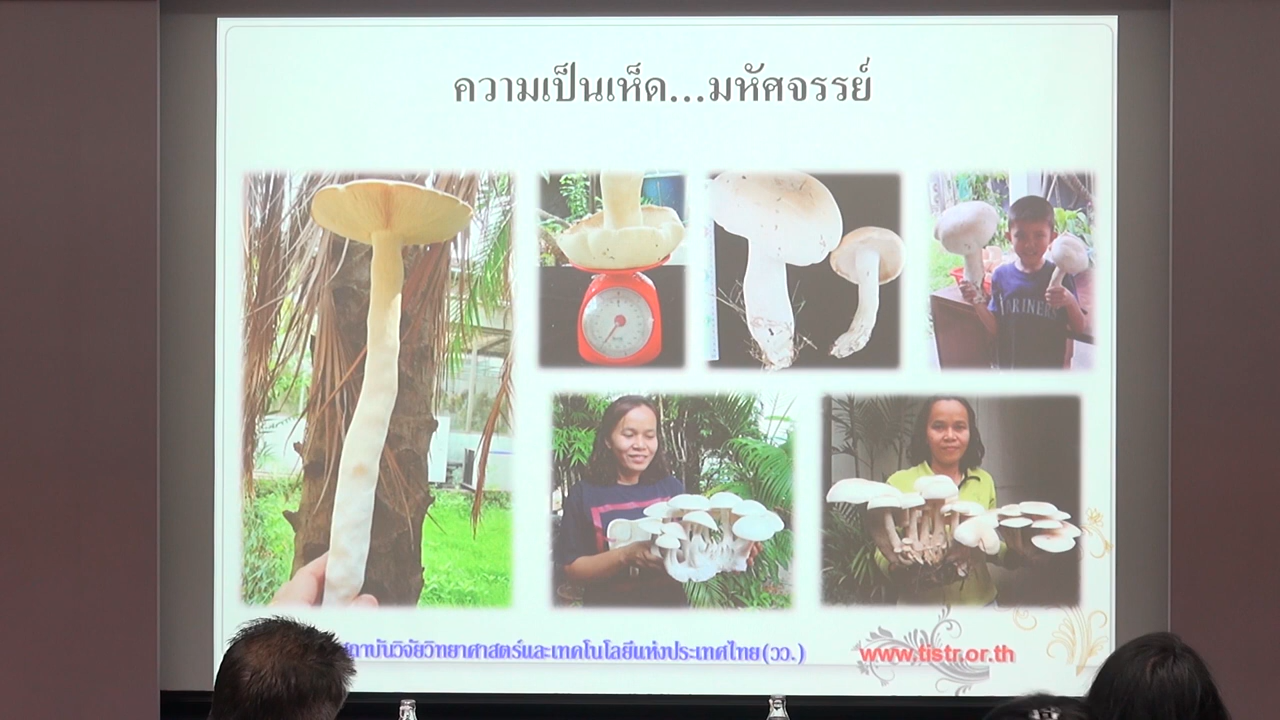 ความเป็นเห็ด...มหัศจรรย์
MARINERS
สถาบันวิจัยวิทยาศาสตร์และเทคโนโลยีแห่งประเทศไทย(วว.)
www.tistr.or.th